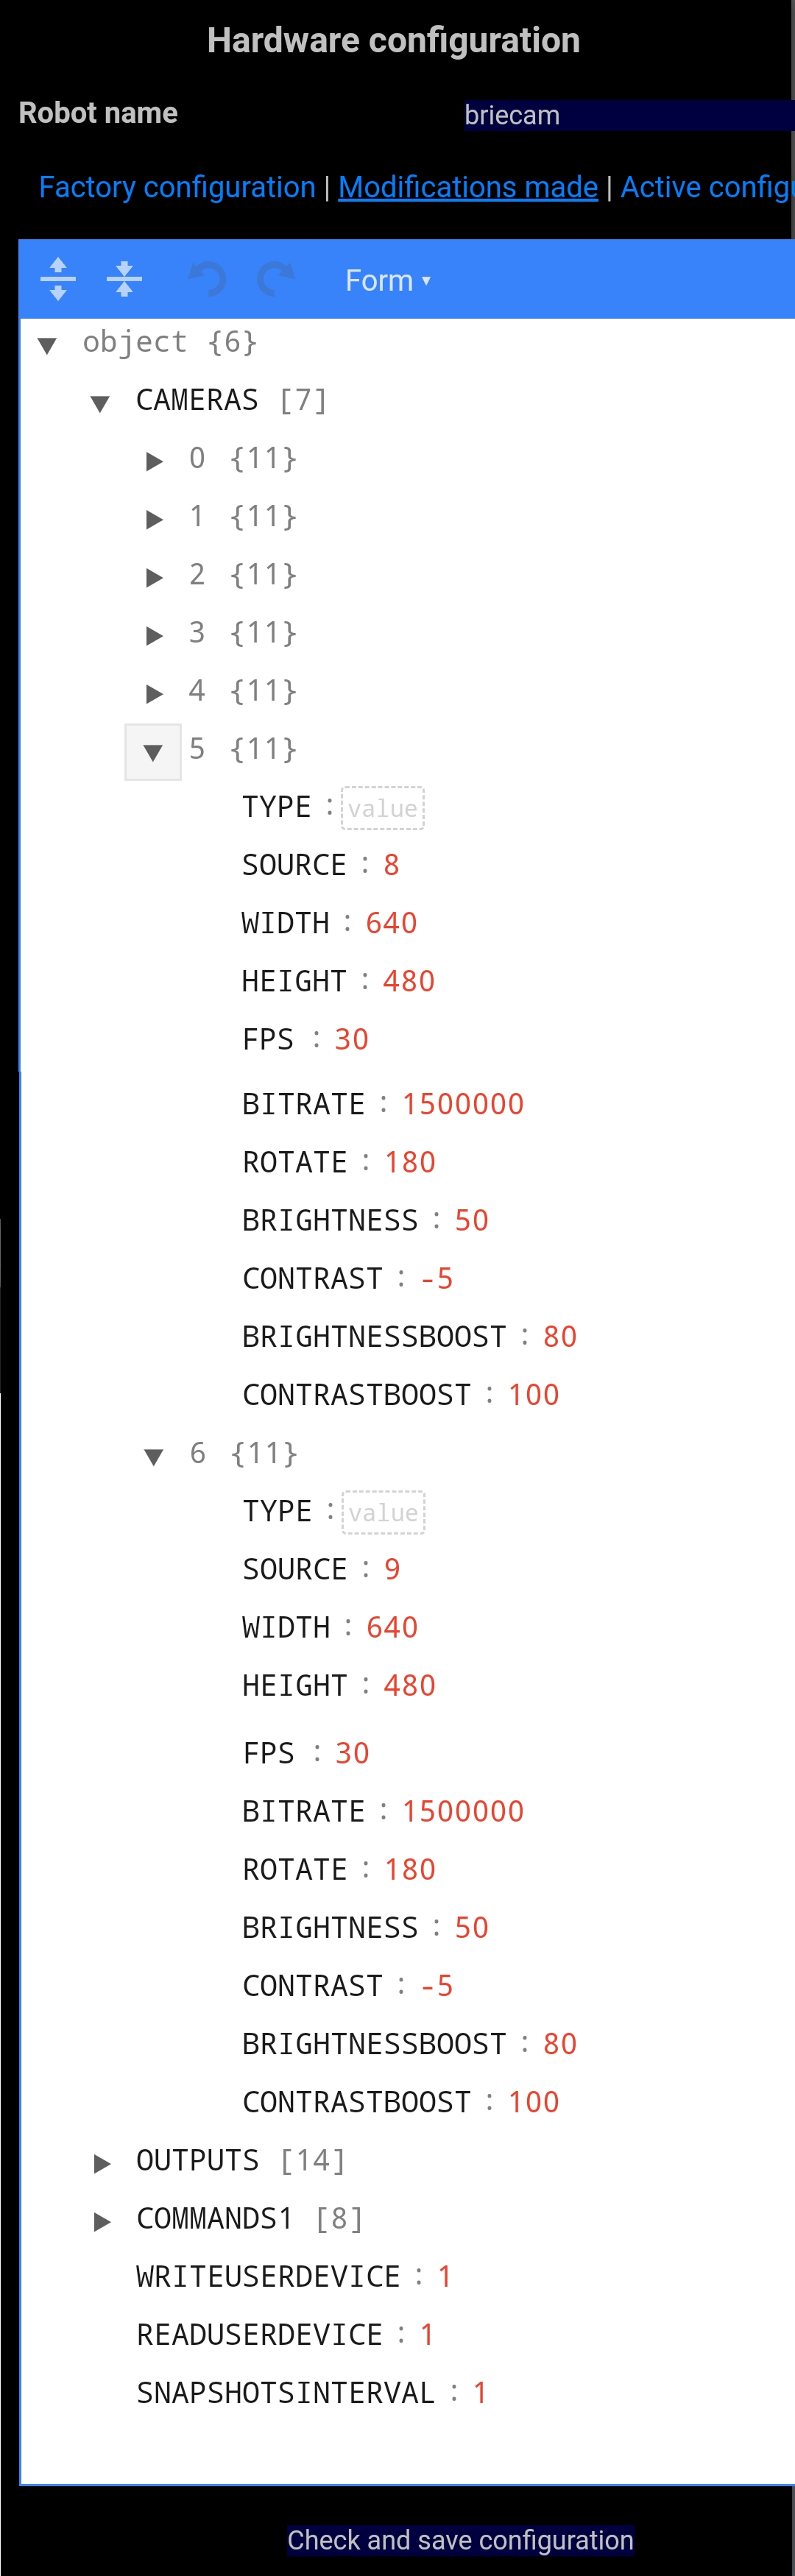 Hardware configuration
Robot name briecam
Factory configuration | Modifications made | Active config
Form ▾
object {6}
CAMERAS [7]
0 {11}
1 {11}
2 {11}
3 {11}
4 {11}
5 {11}
TYPE : value
SOURCE : 8
WIDTH : 640
HEIGHT : 480
FPS : 30
BITRATE : 1500000
ROTATE : 180
BRIGHTNESS : 50
CONTRAST : -5
BRIGHTNESSBOOST : 80
CONTRASTBOOST : 100
6 {11}
TYPE : value
SOURCE : 9
WIDTH : 640
HEIGHT : 480
FPS : 30
BITRATE : 1500000
ROTATE : 180
BRIGHTNESS : 50
CONTRAST : -5
BRIGHTNESSBOOST : 80
CONTRASTBOOST : 100
OUTPUTS [14]
COMMANDS1 [8]
WRITEUSERDEVICE : 1
READUSERDEVICE : 1
SNAPSHOTSINTERVAL : 1
Check and save configuration